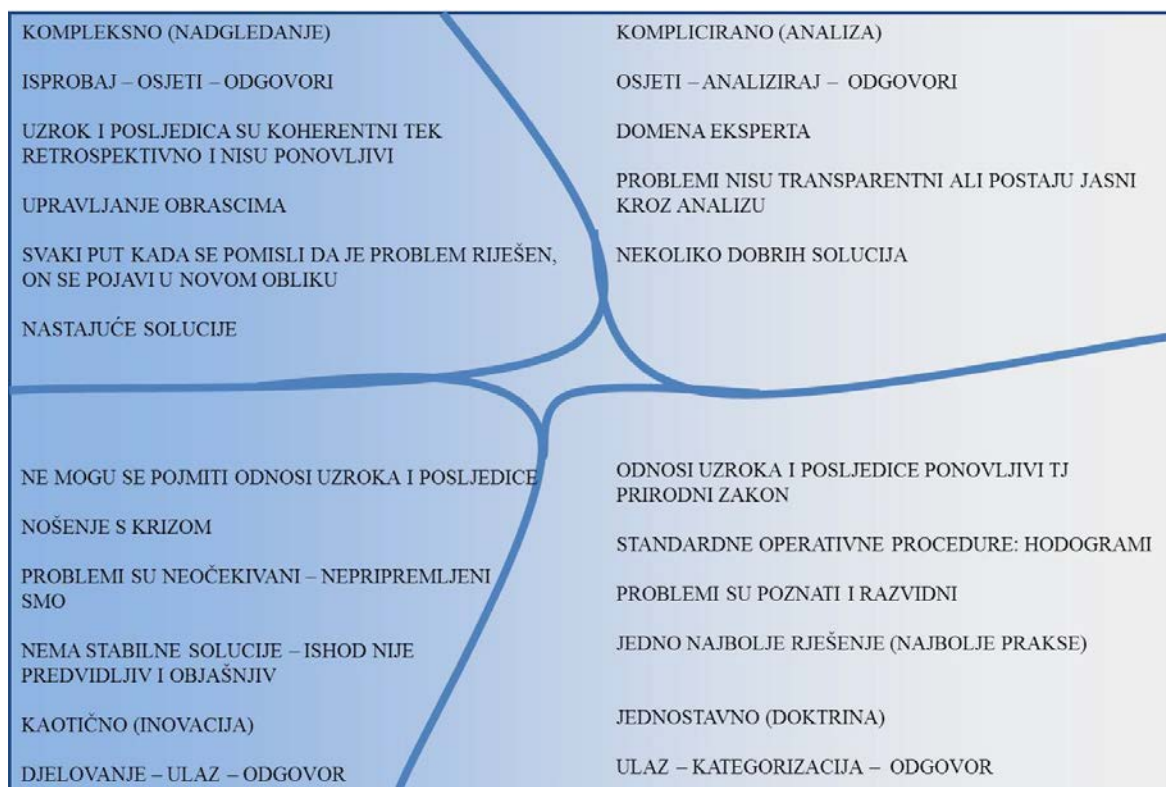 KOMPLEKSNO (NADGLEDANJE)
ISPROBAJ – OSJETI – ODGOVORI
UZROK I POSLJEDICA SU KOHERENTNI TEK
RETROSPEKTIVNO I NISU PONOVLJIVI
UPRAVLJANJE OBRASCIMA
SVAKI PUT KADA SE POMISLI DA JE PROBLEM RIJEŠEN,
ON SE POJAVI U NOVOM OBLIKU
NASTAJUĆE SOLUCIJE
KOMPLICIRANO (ANALIZA)
OSJETI – ANALIZIRAJ – ODGOVORI
DOMENA EKSPERTA
PROBLEMI NISU TRANSPARENTNI ALI POSTAJU JASNI
KROZ ANALIZU
NEKOLIKO DOBRIH SOLUCIJA
NE MOGU SE POJMITI ODNOSI UZROKA I POSLJEDICE
NOŠENJE S KRIZOM
PROBLEMI SU NEOČEKIVANI – NEPRIPREMLJENI
SMO
NEMA STABILNE SOLUCIJE – ISHOD NIJE
PREDVIDLJIV I OBJAŠNJIV
KAOTIČNO (INOVACIJA)
DJELOVANJE – ULAZ – ODGOVOR
ODNOSI UZROKA I POSLJEDICE PONOVLJIVI TJ
PRIRODNI ZAKON
STANDARDNE OPERATIVNE PROCEDURE: HODOGRAMI
PROBLEMI SU POZNATI I RAZVIDNI
JEDNO NAJBOLJE RJEŠENJE (NAJBOLJE PRAKSE)
JEDNOSTAVNO (DOKTRINA)
ULAZ – KATEGORIZACIJA – ODGOVOR